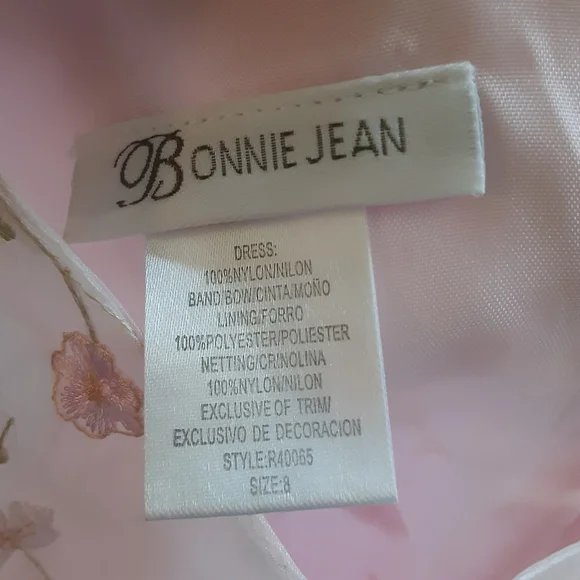 BONNIE JEAN
DRESS:
100%NYLON/NILON
BAND/BOW/CINTA/MOÑO
LINING/FORRO
100%POLYESTER/POLIESTER
NETTING/CRINOLINA
100%NYLON/NILON
EXCLUSIVE OF TRIM/
EXCLUSIVO DE DECORACION
STYLE:R40065
SIZE:8